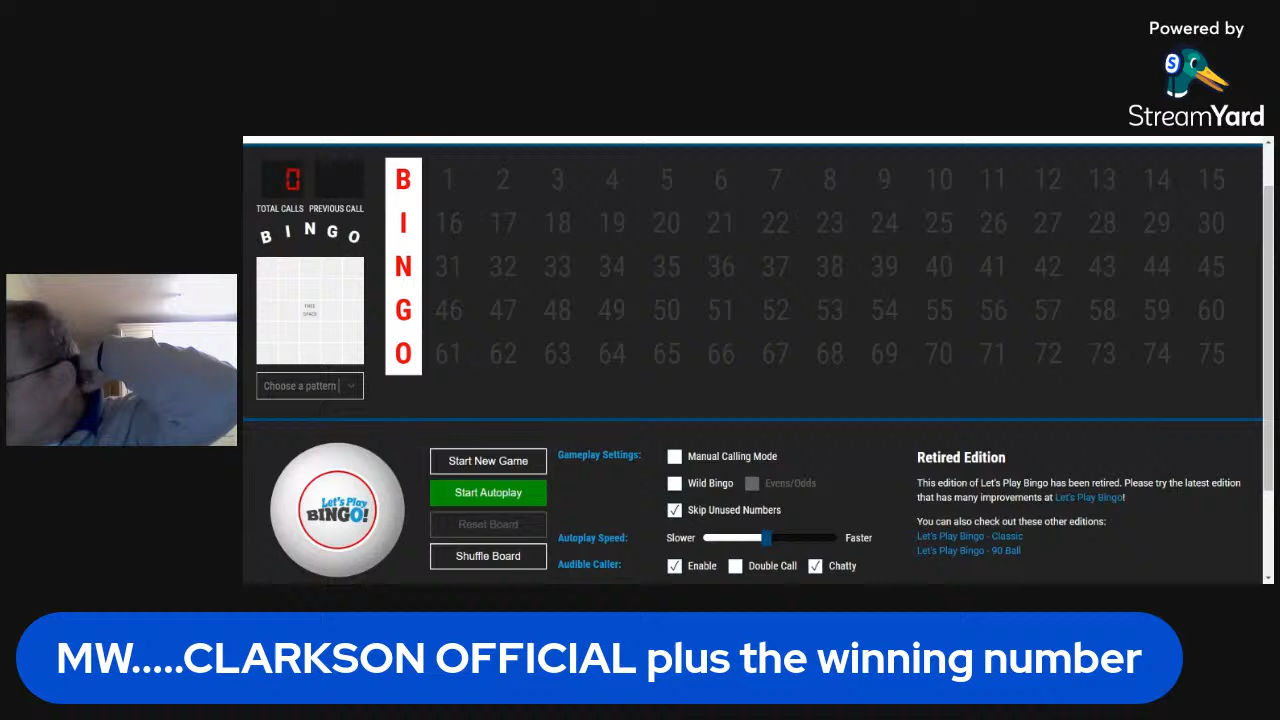 Powered by
S
StreamYard
0
TOTAL CALLS PREVIOUS CALL
B I N G O
FREE
SPACE
Choose a pattern
B 1 2 3 4 5 6 7 8 9 10 11 12 13 14 15
I 16 17 18 19 20 21 22 23 24 25 26 27 28 29 30
N 31 32 33 34 35 36 37 38 39 40 41 42 43 44 45
G 46 47 48 49 50 51 52 53 54 55 56 57 58 59 60
O 61 62 63 64 65 66 67 68 69 70 71 72 73 74 75
Let's Play
BINGO!
Start New Game
Start Autoplay
Reset Board
Shuffle Board
Gameplay Settings:
Manual Calling Mode
Wild Bingo Evens/Odds
Skip Unused Numbers
Autoplay Speed: Slower Faster
Audible Caller: Enable Double Call Chatty
Retired Edition
This edition of Let's Play Bingo has been retired. Please try the latest edition
that has many improvements at Let's Play Bingo!
You can also check out these other editions:
Let's Play Bingo - Classic
Let's Play Bingo - 90 Ball
MW.....CLARKSON OFFICIAL plus the winning number